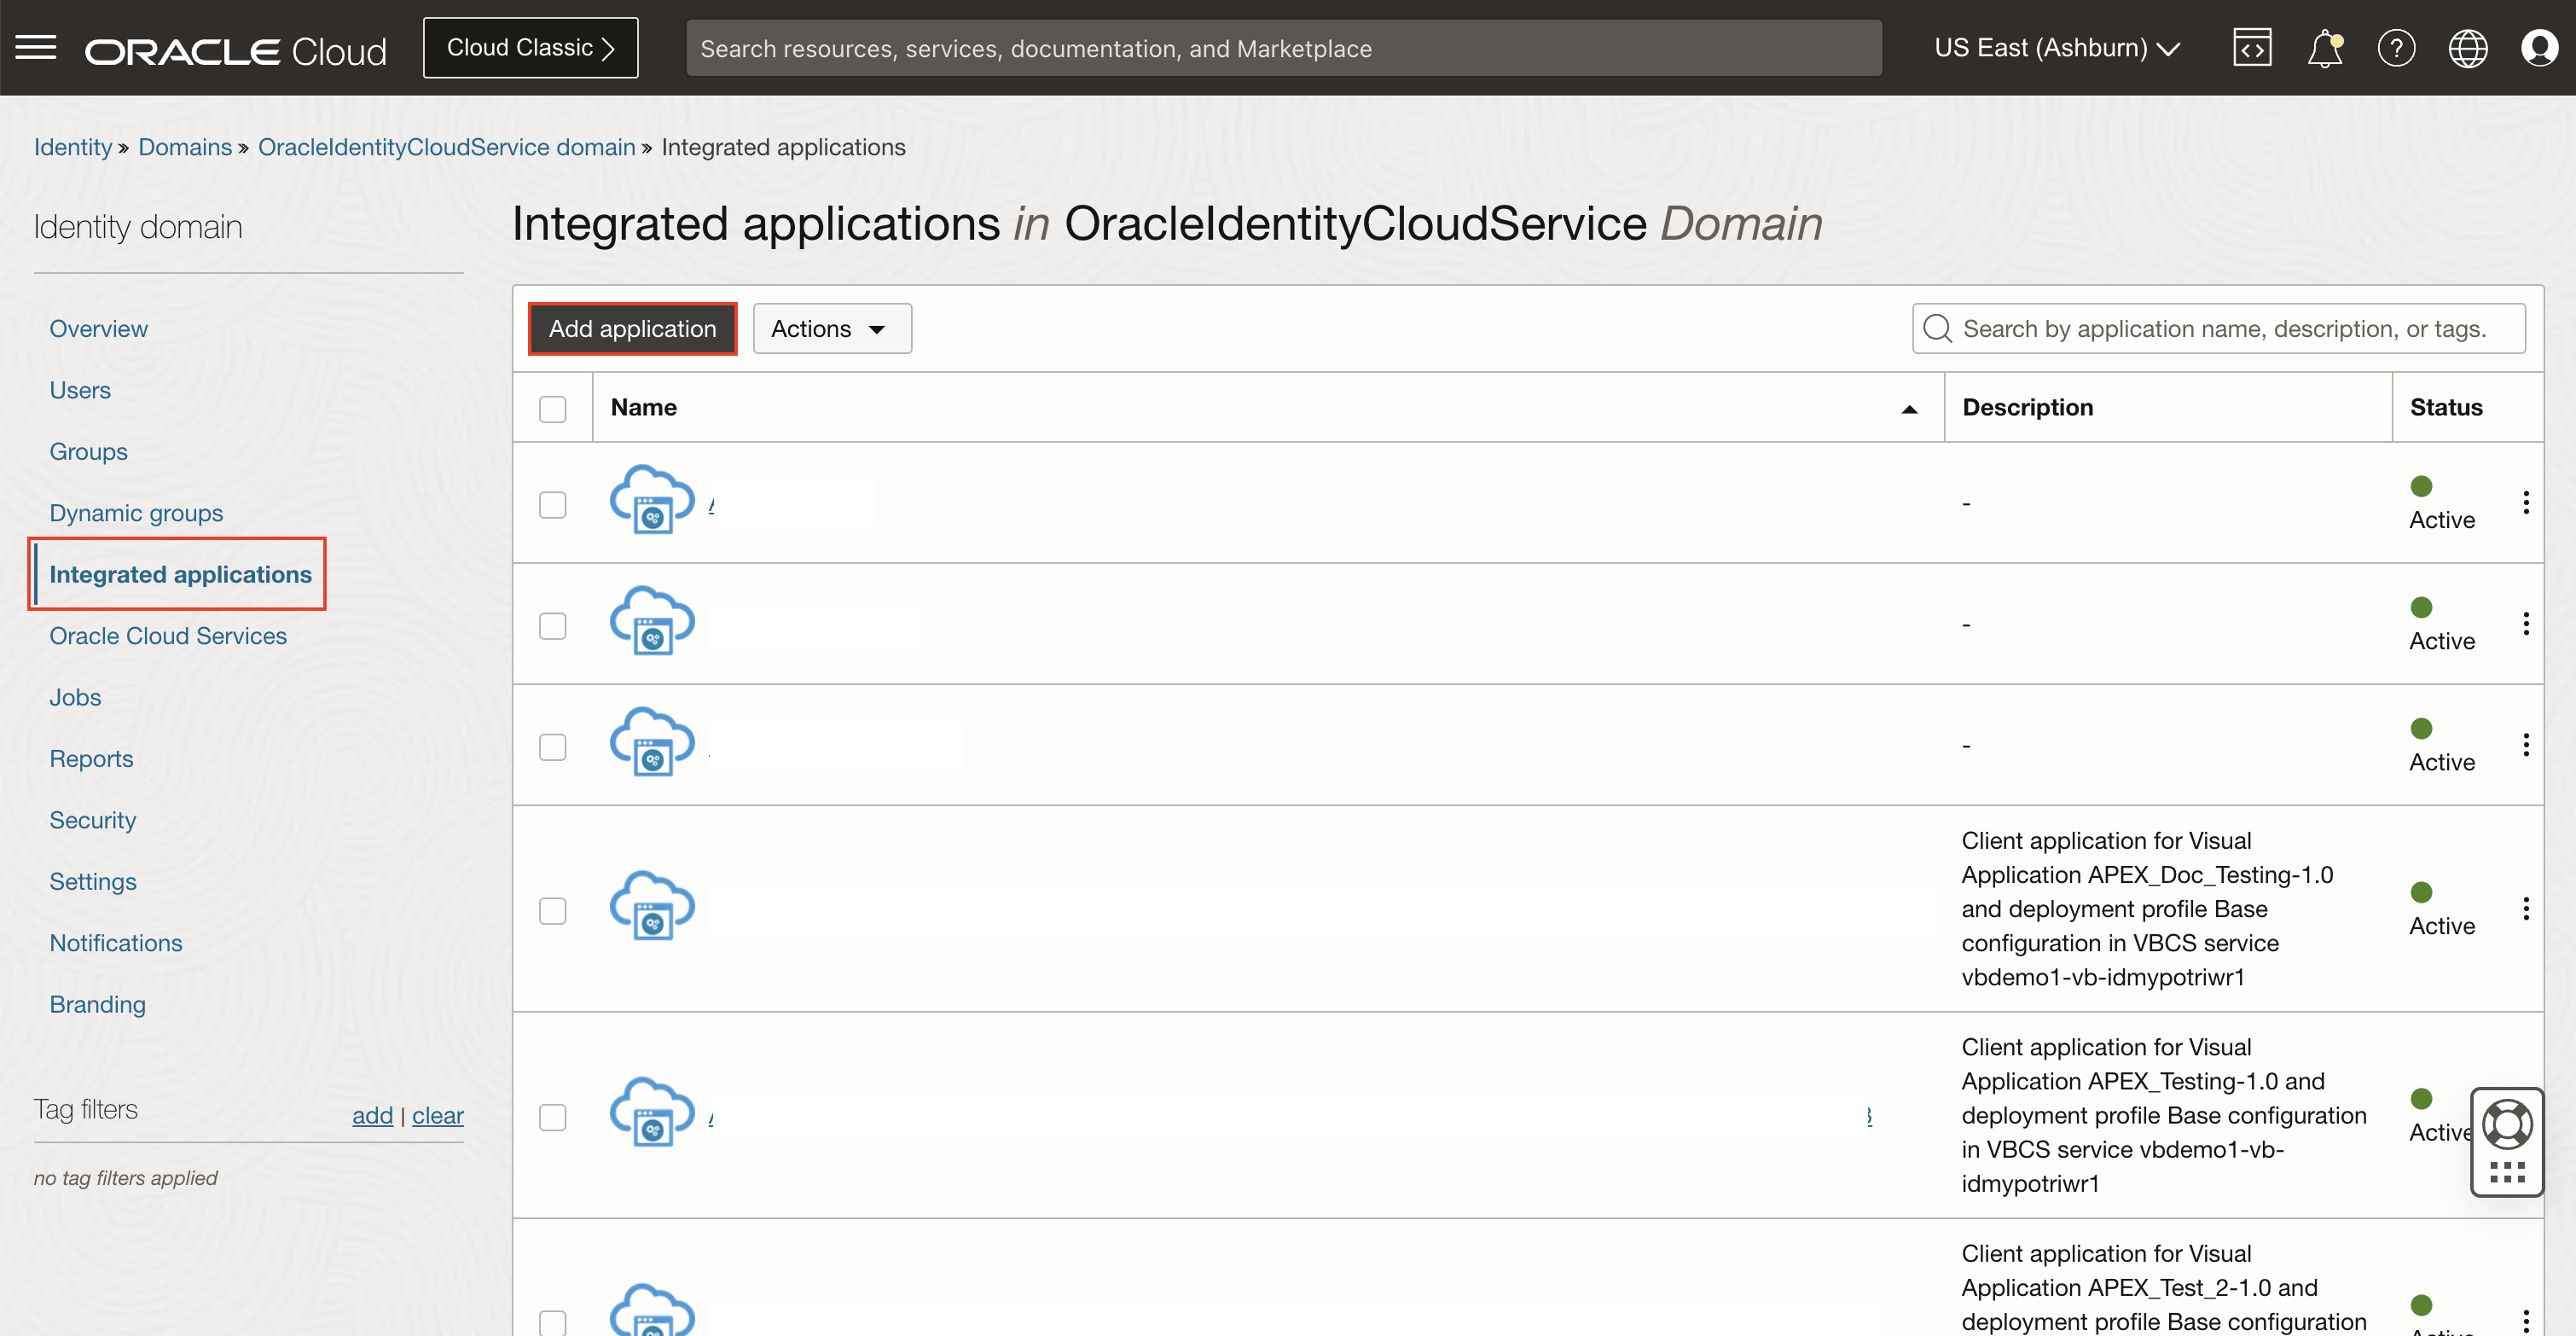 ORACLE Cloud
Cloud Classic
Search resources, services, documentation, and Marketplace
US East (Ashburn)
Identity » Domains » OracleIdentityCloudService domain » Integrated applications
Identity domain
Overview
Users
Groups
Dynamic groups
Integrated applications
Oracle Cloud Services
Jobs
Reports
Security
Settings
Notifications
Branding
Tag filters
add | clear
no tag filters applied
Integrated applications in OracleIdentityCloudService Domain
Add application
Actions
Search by application name, description, or tags.
Name
Description
Status
-
Active
-
Active
-
Active
Client application for Visual
Application APEX_Doc_Testing-1.0
and deployment profile Base
configuration in VBCS service
vbdemo1-vb-idmypotriwr1
Active
Client application for Visual
Application APEX_Testing-1.0 and
deployment profile Base configuration
in VBCS service vbdemo1-vb-
idmypotriwr1
Active
Client application for Visual
Application APEX_Test_2-1.0 and
deployment profile Base configuration